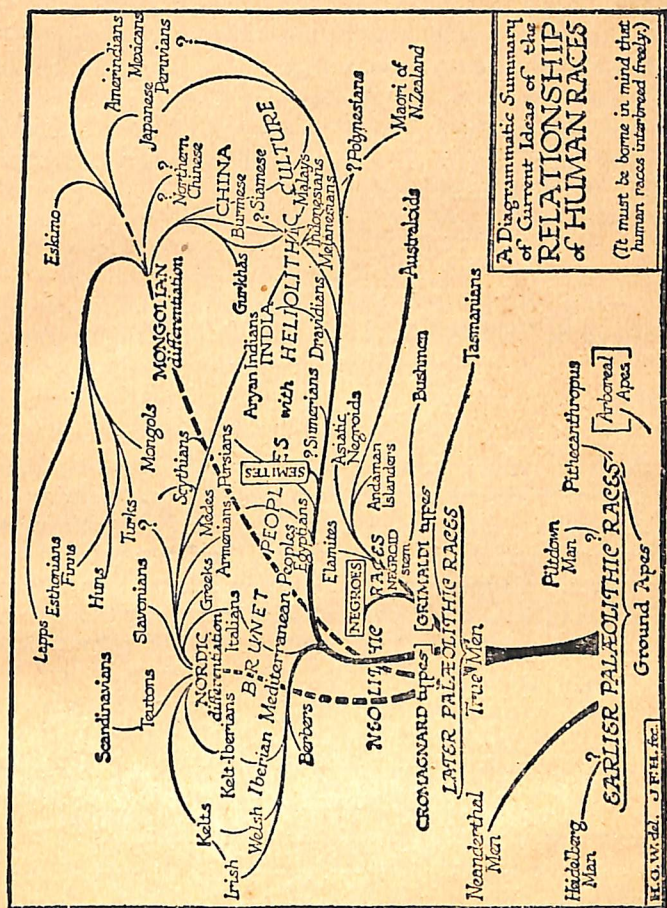 A Diagrammatic Summary
of Current Ideas of the
RELATIONSHIP
of HUMAN RACES
(It must be borne in mind that
human races interbreed freely.)
Lapps
Esthonians
Finns
Huns
Turks
?
Mongols
Eskimo
Amerindians
Mexicans
Peruvians
?
Japanese
MONGOLIAN
differentiation
?
?
Northern
Chinese
CHINA
Burmese
? Siamese
Gurkhas
Scandinavians
Teutons
Slavonians
Scythians
Greeks
Medes
Armenians
Persians
Aryan Indians
INDIA
NORDIC
differentiation
Italians
Kelts
Kelt-Iberians
Irish
Welsh
Iberian
Mediterranean
Peoples
BRUNET PEOPLES with HELIOLITHIC CULTURE
SEMITES
Egyptians
? Sumerians
Dravidians
Malays
Indonesians
Melanesians
? Polynesians
Maori of
N.Zealand
Berbers
Elamites
Asiatic
Negroids
Andaman
Islanders
Australoids
NEOLITHIC RACES
NEGROES
NEGROID
stem
Bushmen
Tasmanians
CROMAGNARD types
GRIMALDI types
LATER PALÆOLITHIC RACES
True Men
Neanderthal
Men
Heidelberg
Man
?
Piltdown
Man
?
Pithecanthropus
Arboreal
Apes
EARLIER PALÆOLITHIC RACES
Ground Apes
H.G.W. del. J.F.H. fec.